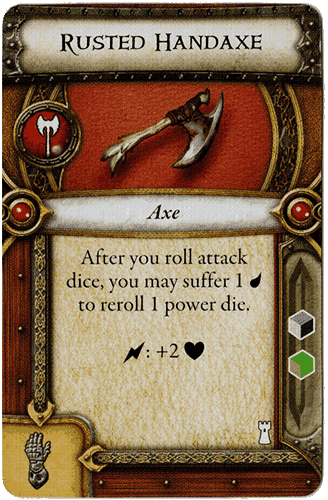 Rusted Handaxe
Axe
After you roll attack
dice, you may suffer 1
to reroll 1 power die.
: +2